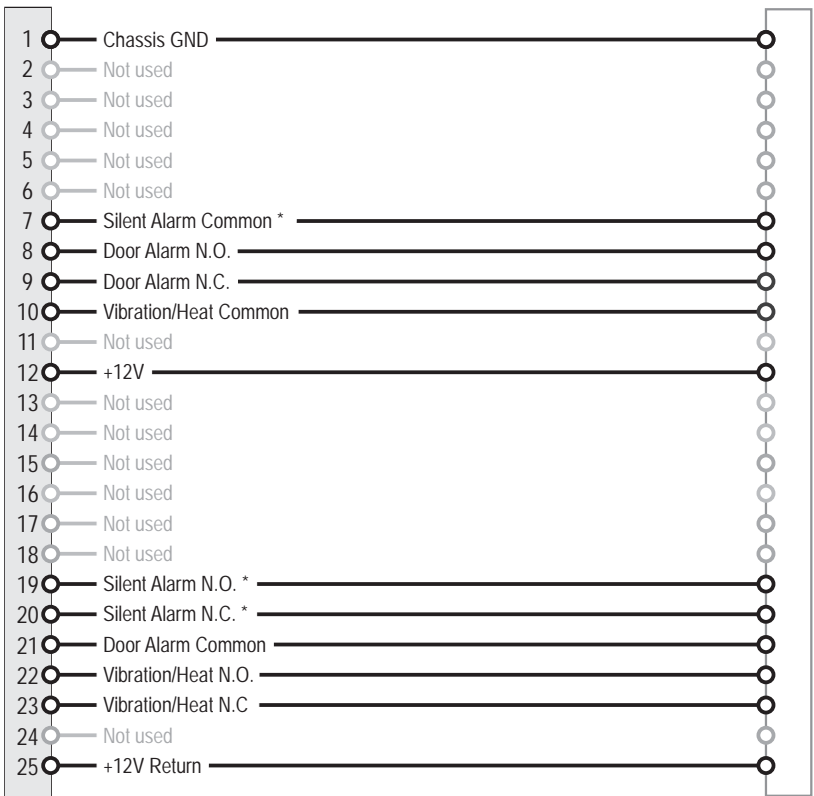 1 Chassis GND
2 Not used
3 Not used
4 Not used
5 Not used
6 Not used
7 Silent Alarm Common *
8 Door Alarm N.O.
9 Door Alarm N.C.
10 Vibration/Heat Common
11 Not used
12 +12V
13 Not used
14 Not used
15 Not used
16 Not used
17 Not used
18 Not used
19 Silent Alarm N.O. *
20 Silent Alarm N.C. *
21 Door Alarm Common
22 Vibration/Heat N.O.
23 Vibration/Heat N.C
24 Not used
25 +12V Return